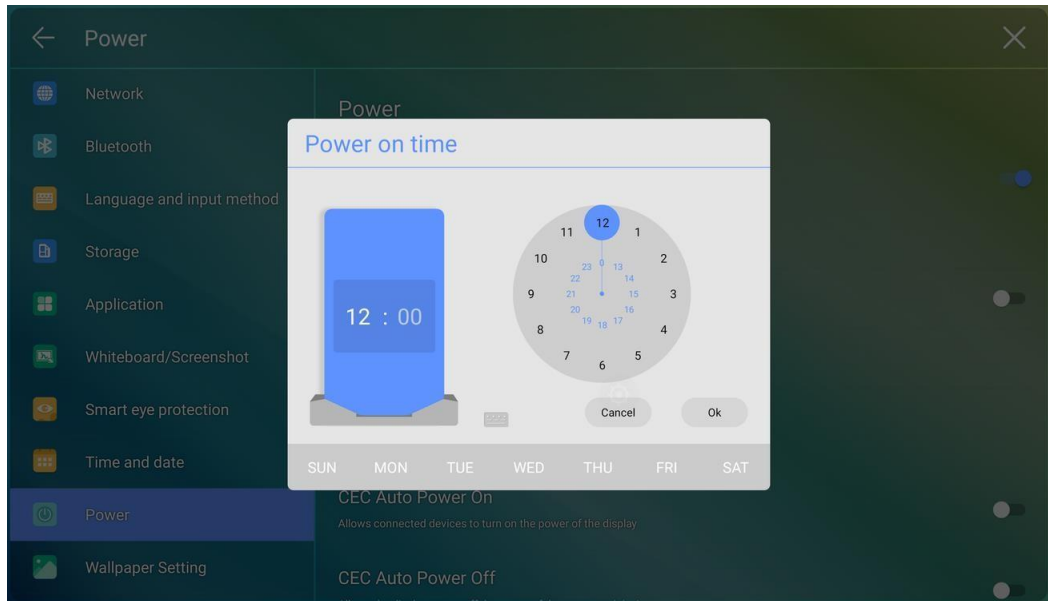 Power
Network
Bluetooth
Language and input method
Storage
Application
Whiteboard/Screenshot
Smart eye protection
Time and date
Power
Wallpaper Setting
Power
Power on time
12 : 00
12
1
2
3
4
5
6
7
8
9
10
11
0
13
14
15
16
17
18
19
20
21
22
23
Cancel Ok
SUN MON TUE WED THU FRI SAT
CEC Auto Power On
Allows connected devices to turn on the power of the display
CEC Auto Power Off